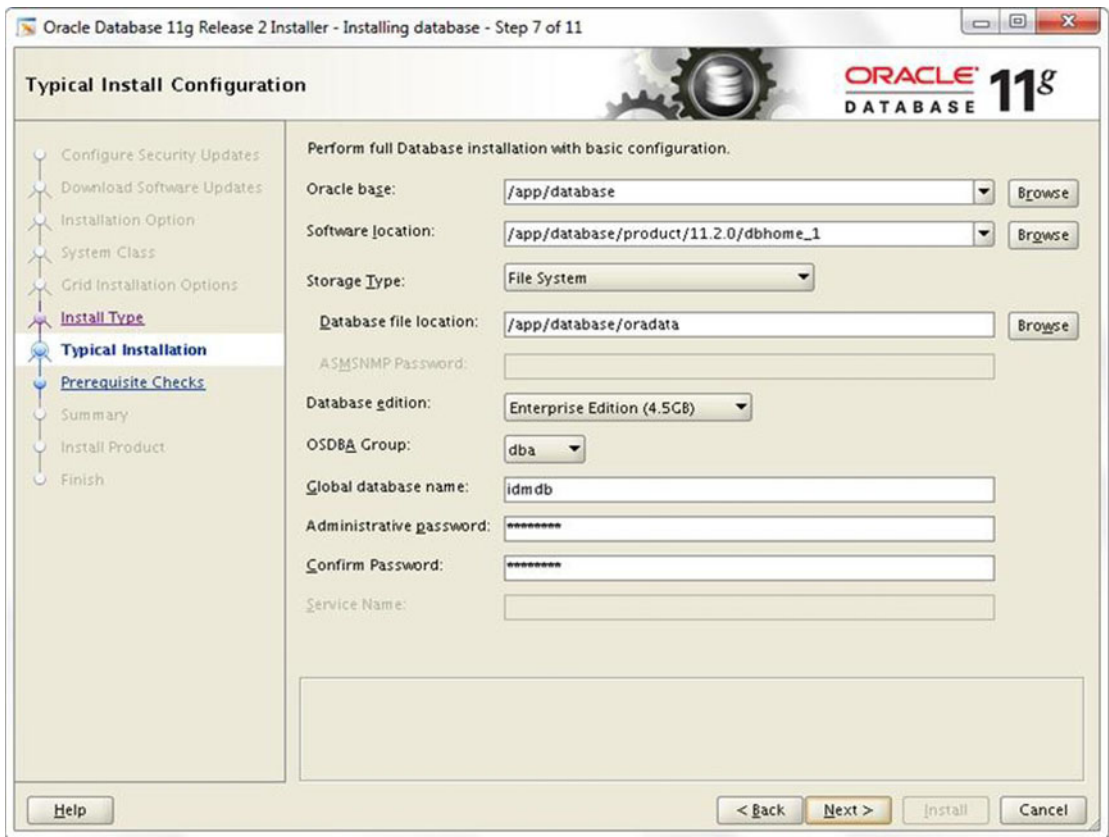 Oracle Database 11g Release 2 Installer - Installing database - Step 7 of 11
Typical Install Configuration
ORACLE
DATABASE 11g
Configure Security Updates
Download Software Updates
Installation Option
System Class
Grid Installation Options
Install Type
Typical Installation
Prerequisite Checks
Summary
Install Product
Finish
Perform full Database installation with basic configuration.
Oracle base: /app/database Browse
Software location: /app/database/product/11.2.0/dbhome_1 Browse
Storage Type: File System
Database file location: /app/database/oradata Browse
ASMSNMP Password:
Database edition: Enterprise Edition (4.5GB)
OSDBA Group: dba
Global database name: idmdb
Administrative password: ********
Confirm Password: ********
Service Name:
Help < Back Next > Install Cancel